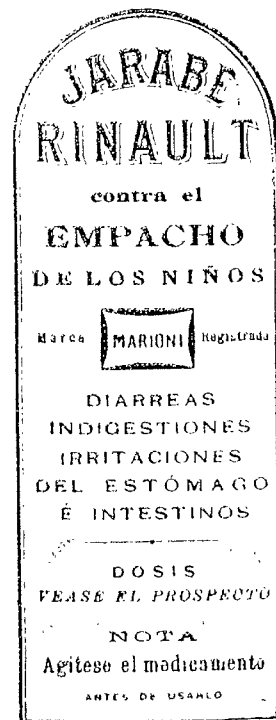 JARABE
RINAULT
contra el
EMPACHO
DE LOS NIÑOS
Marca MARIONI Registrada
DIARREAS
INDIGESTIONES
IRRITACIONES
DEL ESTÓMAGO
É INTESTINOS
DOSIS
VEASE EL PROSPECTO
NOTA
Agitese el madicamento
ANTES DE USARLO